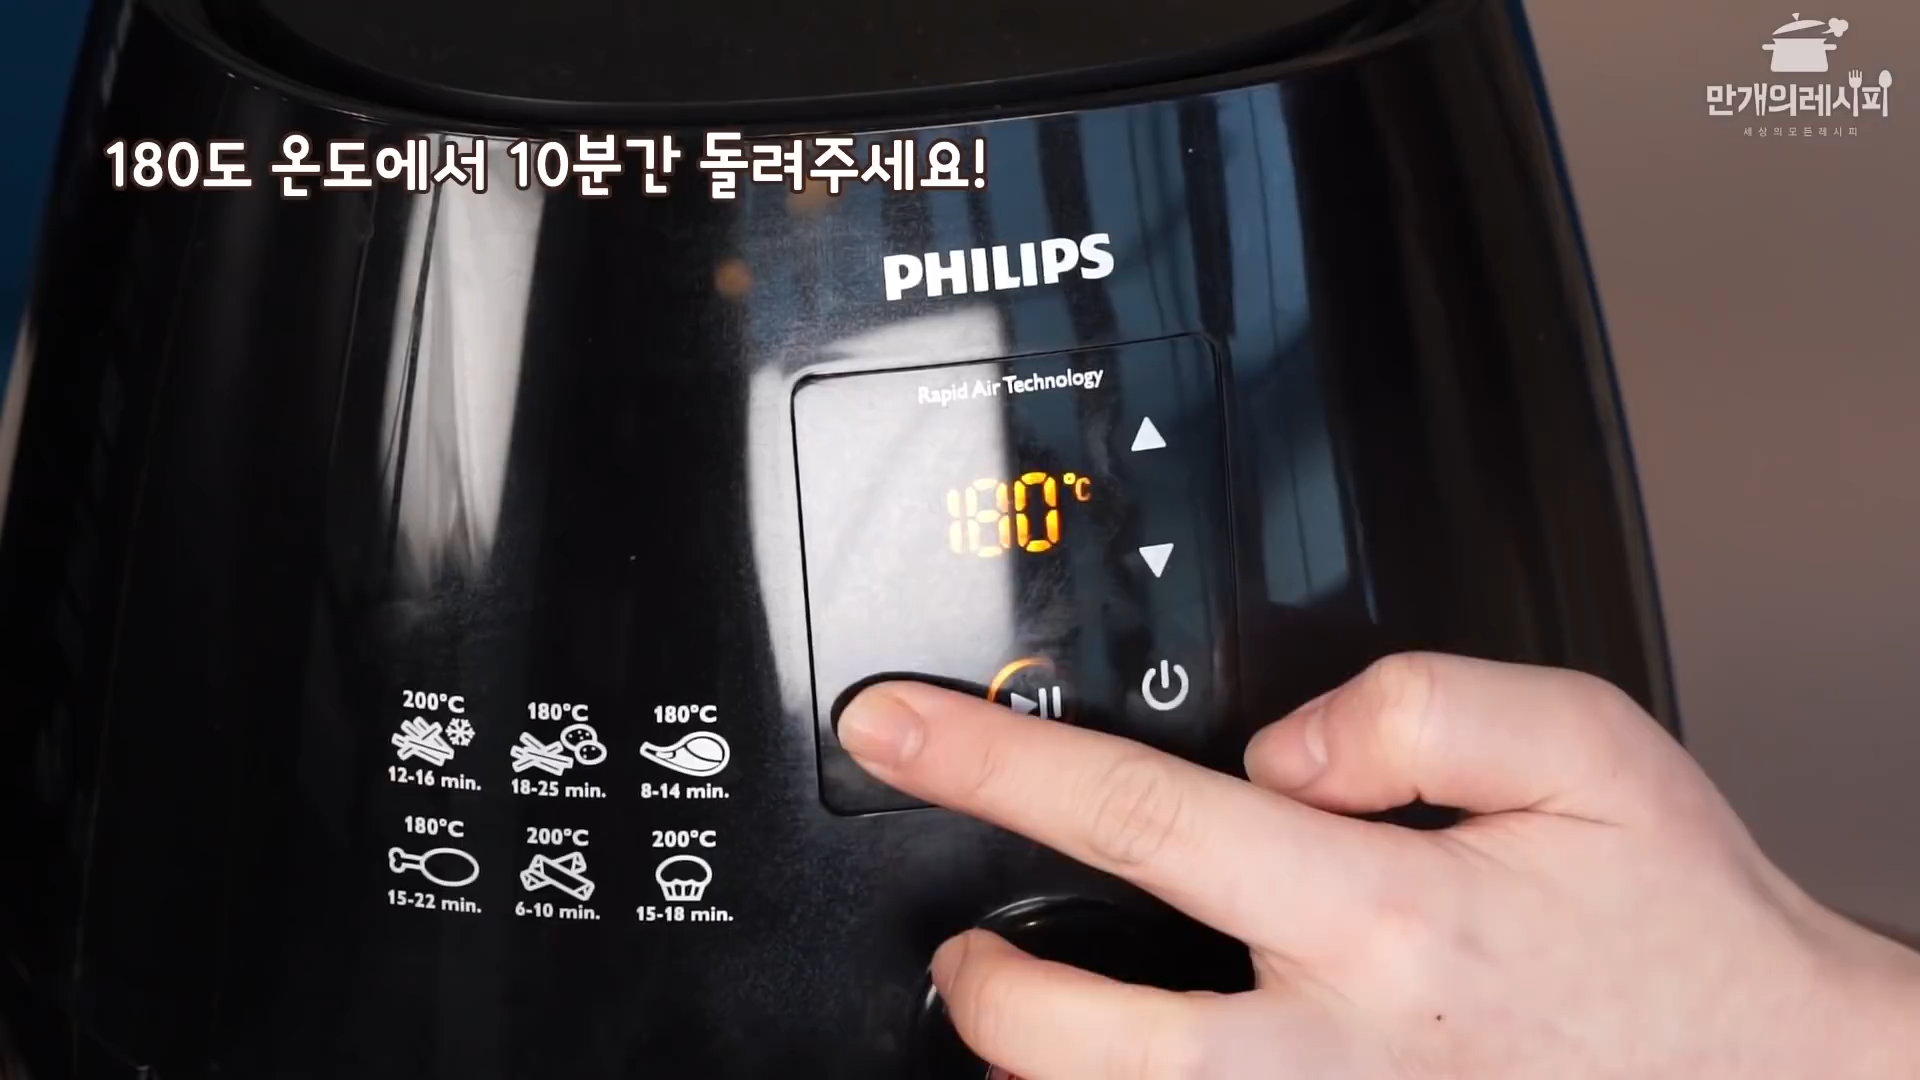 만개의레시피
세상의모든레시피
180도 온도에서 10분간 돌려주세요!
PHILIPS
Rapid Air Technology
180°C
200°C 180°C 180°C
12-16 min. 18-25 min. 8-14 min.
180°C 200°C 200°C
15-22 min. 6-10 min. 15-18 min.